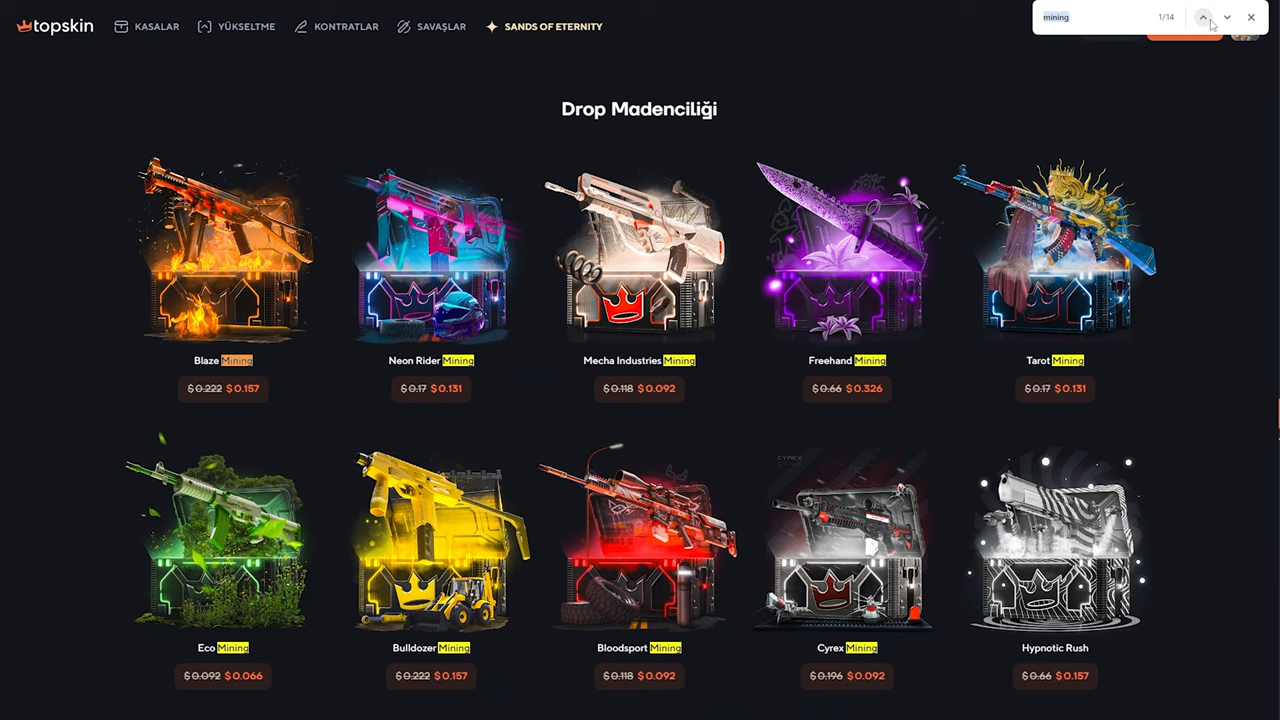 topskin KASALAR YÜKSELTME KONTRATLAR SAVAŞLAR SANDS OF ETERNITY
mining 1/14
Drop Madenciliği
Blaze Mining
Neon Rider Mining
Mecha Industries Mining
Freehand Mining
Tarot Mining
$0.222 $0.157
$0.17 $0.131
$0.118 $0.092
$0.66 $0.326
$0.17 $0.131
CYREX
Eco Mining
Bulldozer Mining
Bloodsport Mining
Cyrex Mining
Hypnotic Rush
$0.092 $0.066
$0.222 $0.157
$0.118 $0.092
$0.196 $0.092
$0.66 $0.157